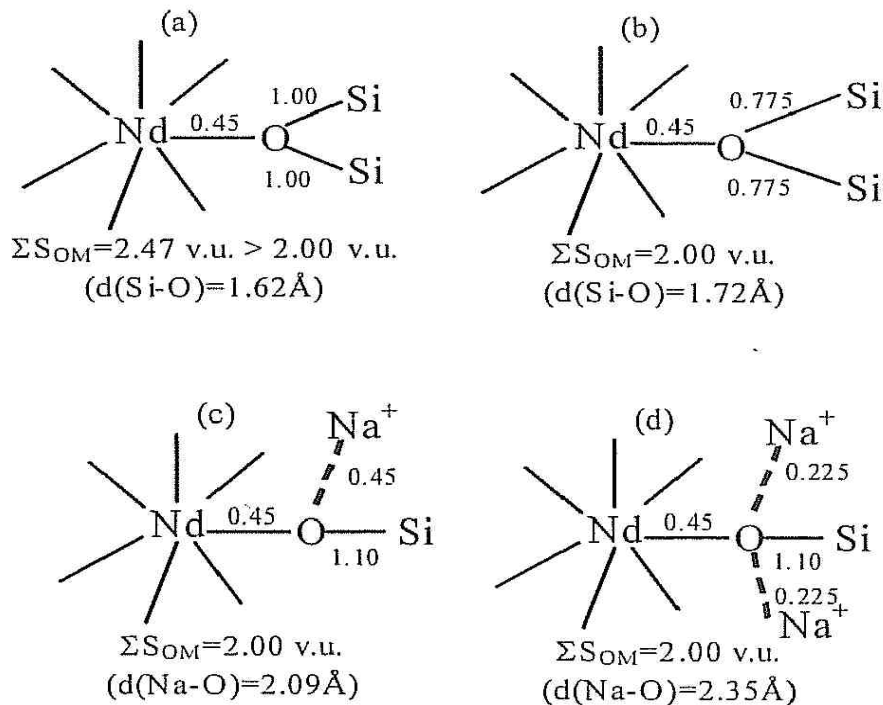 (a)
1.00
Si
Nd 0.45 O
1.00
Si
ΣS_OM=2.47 v.u. > 2.00 v.u.
(d(Si-O)=1.62Å)
(b)
0.775
Si
Nd 0.45 O
0.775
Si
ΣS_OM=2.00 v.u.
(d(Si-O)=1.72Å)
(c)
Na+
0.45
Nd 0.45 O Si
1.10
ΣS_OM=2.00 v.u.
(d(Na-O)=2.09Å)
(d)
Na+
0.225
Nd 0.45 O Si
1.10
0.225
Na+
ΣS_OM=2.00 v.u.
(d(Na-O)=2.35Å)